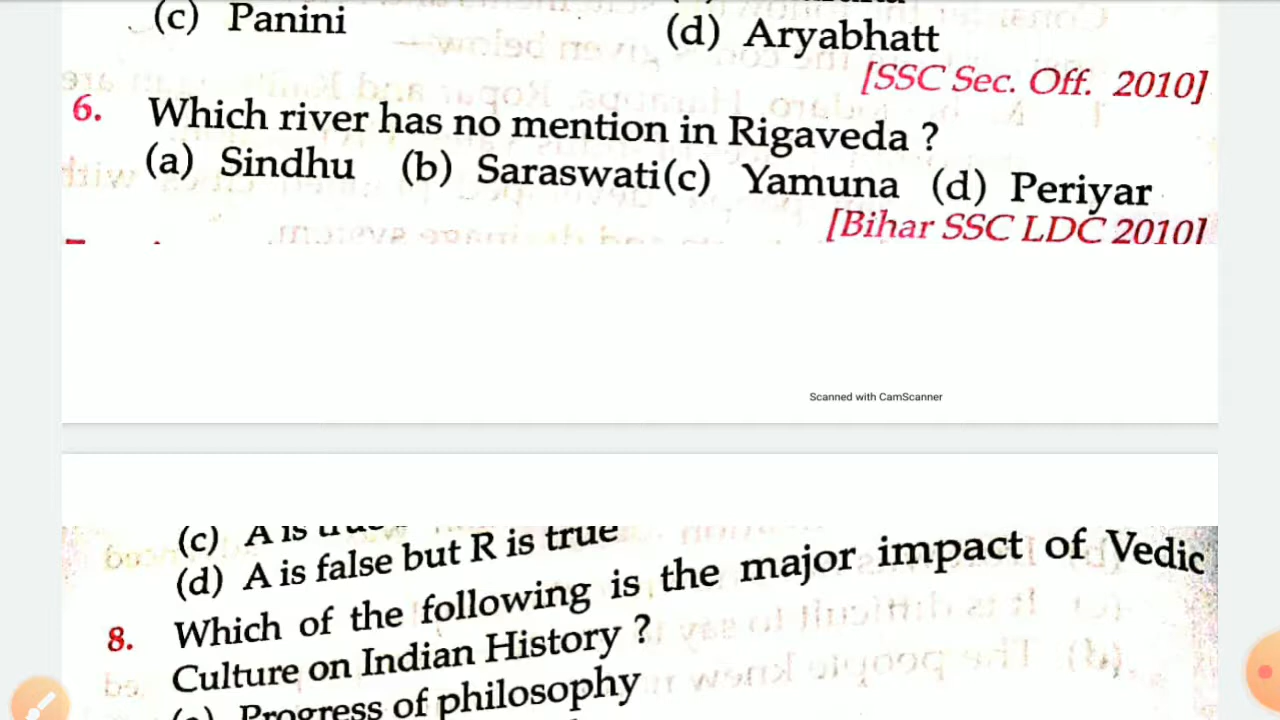 (c) Panini (d) Aryabhatt
[SSC Sec. Off. 2010]
6. Which river has no mention in Rigaveda ?
(a) Sindhu (b) Saraswati(c) Yamuna (d) Periyar
[Bihar SSC LDC 2010]
Scanned with CamScanner
(c) A is
(d) A is false but R is true
8. Which of the following is the major impact of Vedic
Culture on Indian History ?
(a) Progress of philosophy